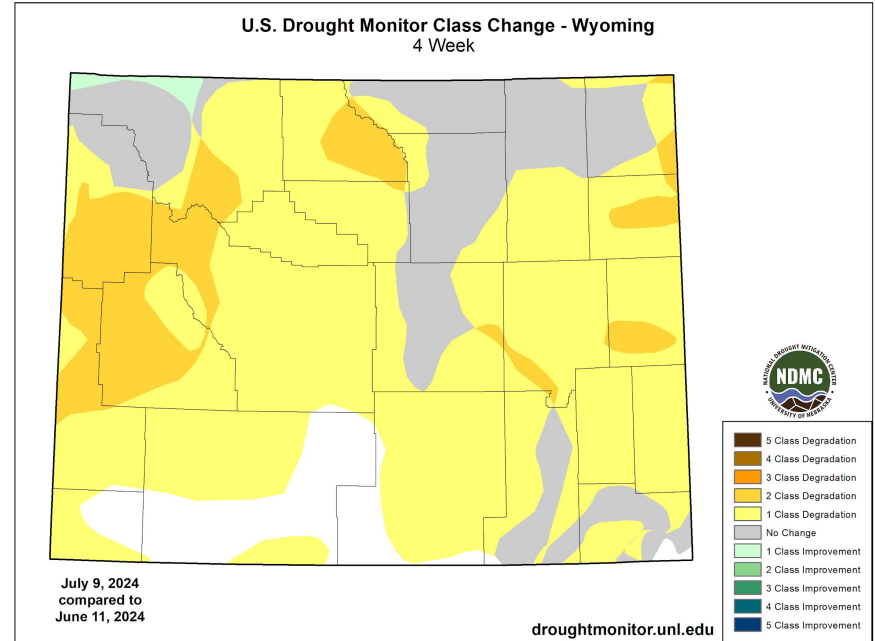 U.S. Drought Monitor Class Change - Wyoming
4 Week
NATIONAL DROUGHT MITIGATION CENTER
NDMC
UNIVERSITY OF NEBRASKA
5 Class Degradation
4 Class Degradation
3 Class Degradation
2 Class Degradation
1 Class Degradation
No Change
1 Class Improvement
2 Class Improvement
3 Class Improvement
4 Class Improvement
5 Class Improvement
July 9, 2024
compared to
June 11, 2024
droughtmonitor.unl.edu